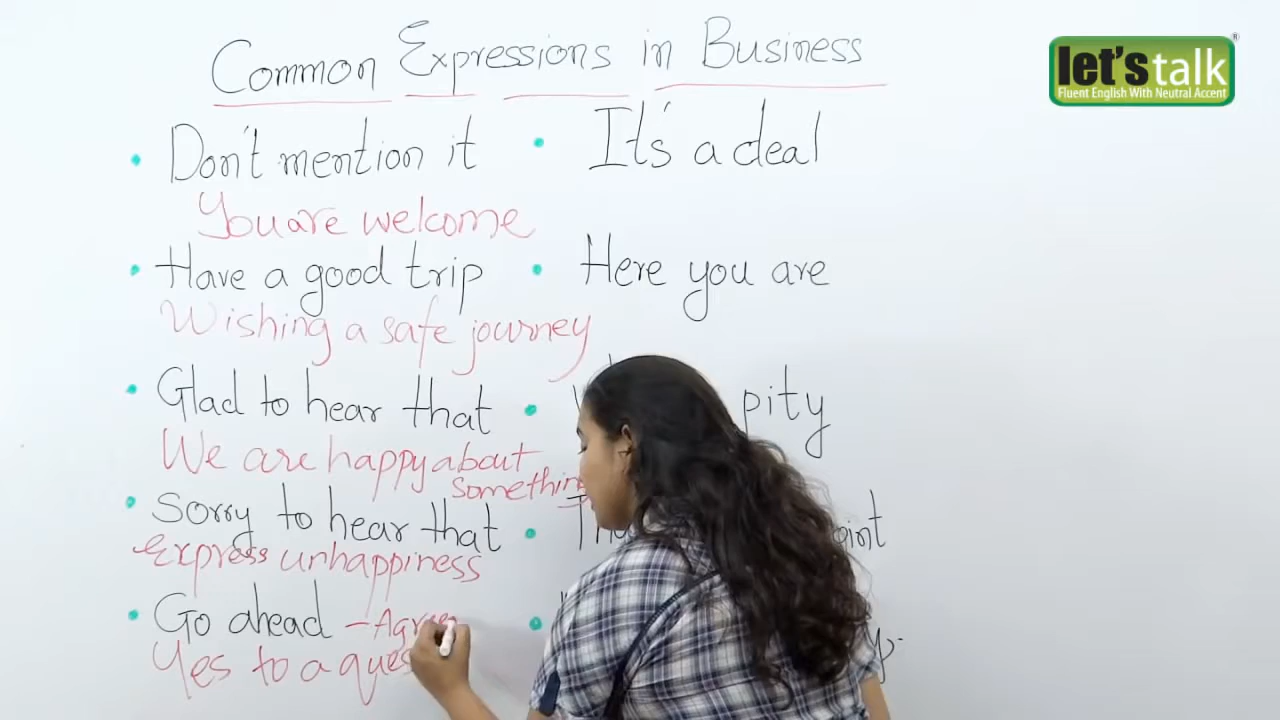 Common Expressions in Business
let's talk
Fluent English With Neutral Accent
Don't mention it
You are welcome
Have a good trip
Wishing a safe journey
Glad to hear that
We are happy about
something
Sorry to hear that
Express unhappiness
Go ahead - Agree
Yes to a
It's a deal
Here you are
pity